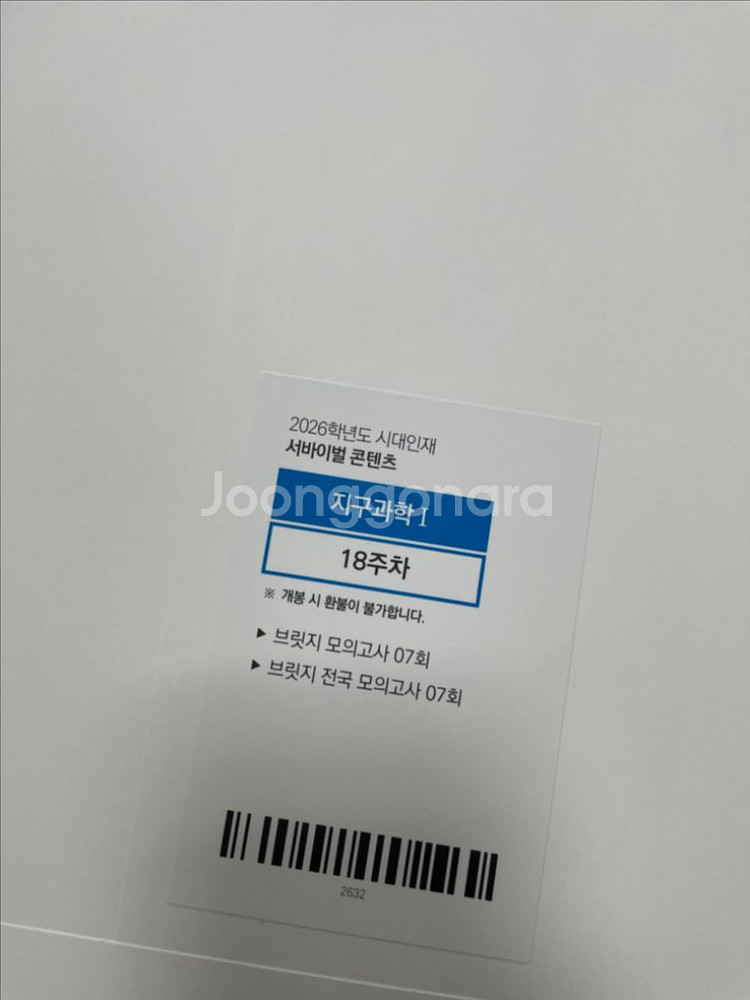 2026학년도 시대인재
서바이벌 콘텐츠
Joonggonara
지구과학 I
18주차
※ 개봉 시 환불이 불가합니다.
▶ 브릿지 모의고사 07회
▶ 브릿지 전국 모의고사 07회
2632